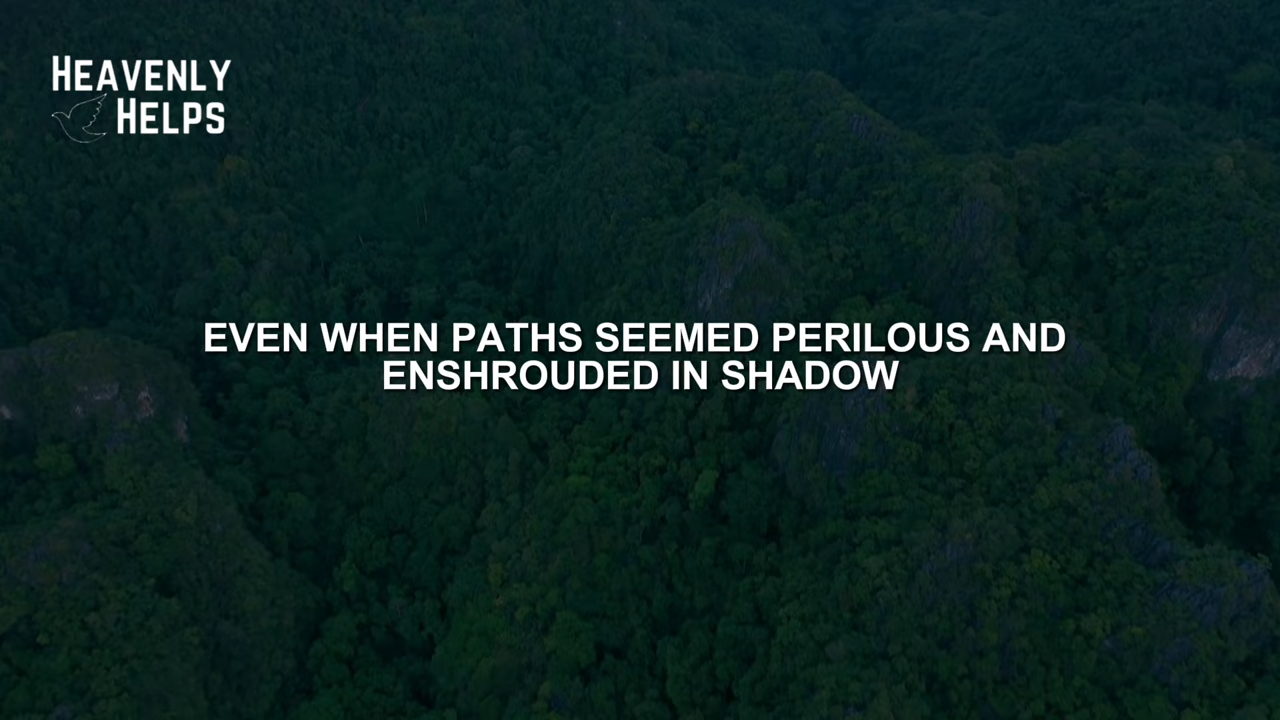 HEAVENLY
HELPS
EVEN WHEN PATHS SEEMED PERILOUS AND
ENSHROUDED IN SHADOW